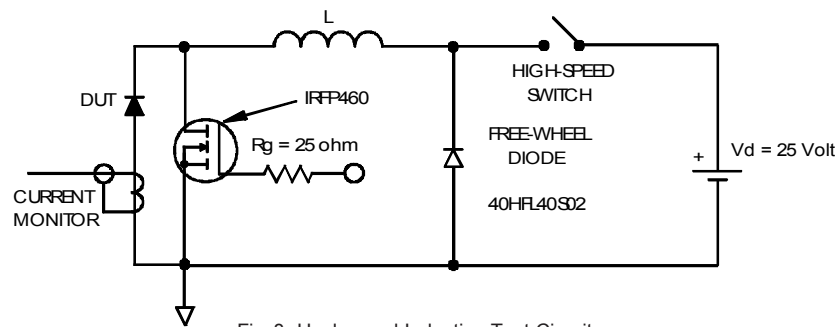 L
HIGH-SPEED
SWITCH
DUT
IRFP460
Rg = 25 ohm
FREE-WHEEL
DIODE
40HFL40S02
+
Vd = 25 Volt
CURRENT
MONITOR